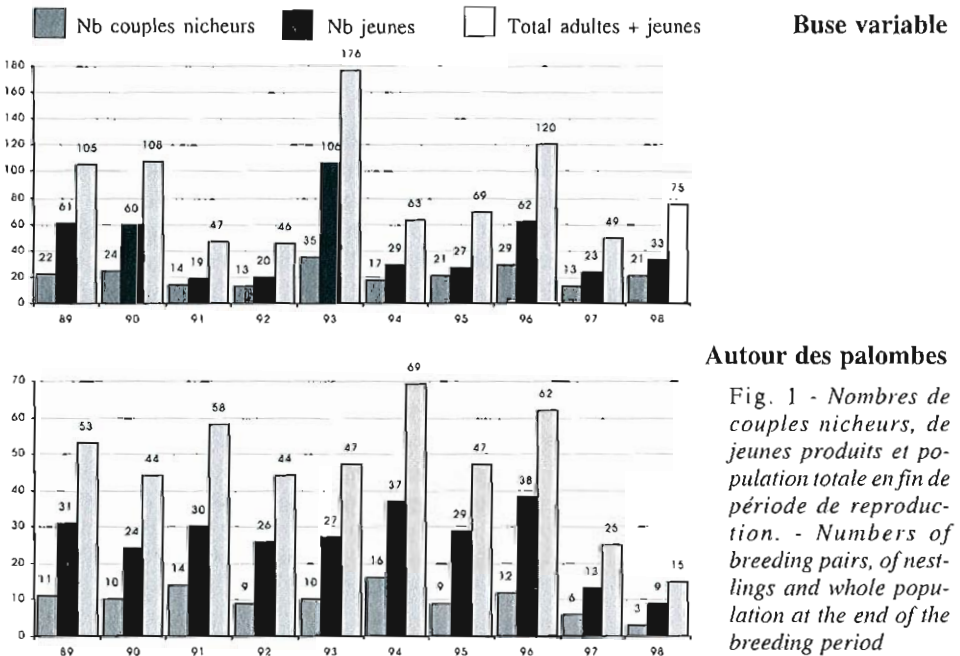 Nb couples nicheurs Nb jeunes Total adultes + jeunes
Buse variable
180
160
140
120
100
80
60
40
20
0
22 61 105
24 60 108
14 19 47
13 20 46
35 106 176
17 29 63
21 27 69
29 62 120
13 23 49
21 33 75
89 90 91 92 93 94 95 96 97 98
Autour des palombes
70
60
50
40
30
20
10
0
11 31 53
10 24 44
14 30 58
9 26 44
10 27 47
16 37 69
9 29 47
12 38 62
6 13 25
3 9 15
89 90 91 92 93 94 95 96 97 98
Fig. 1 - Nombres de
couples nicheurs, de
jeunes produits et po-
pulation totale en fin de
période de reproduc-
tion. - Numbers of
breeding pairs, of nest-
lings and whole popu-
lation at the end of the
breeding period